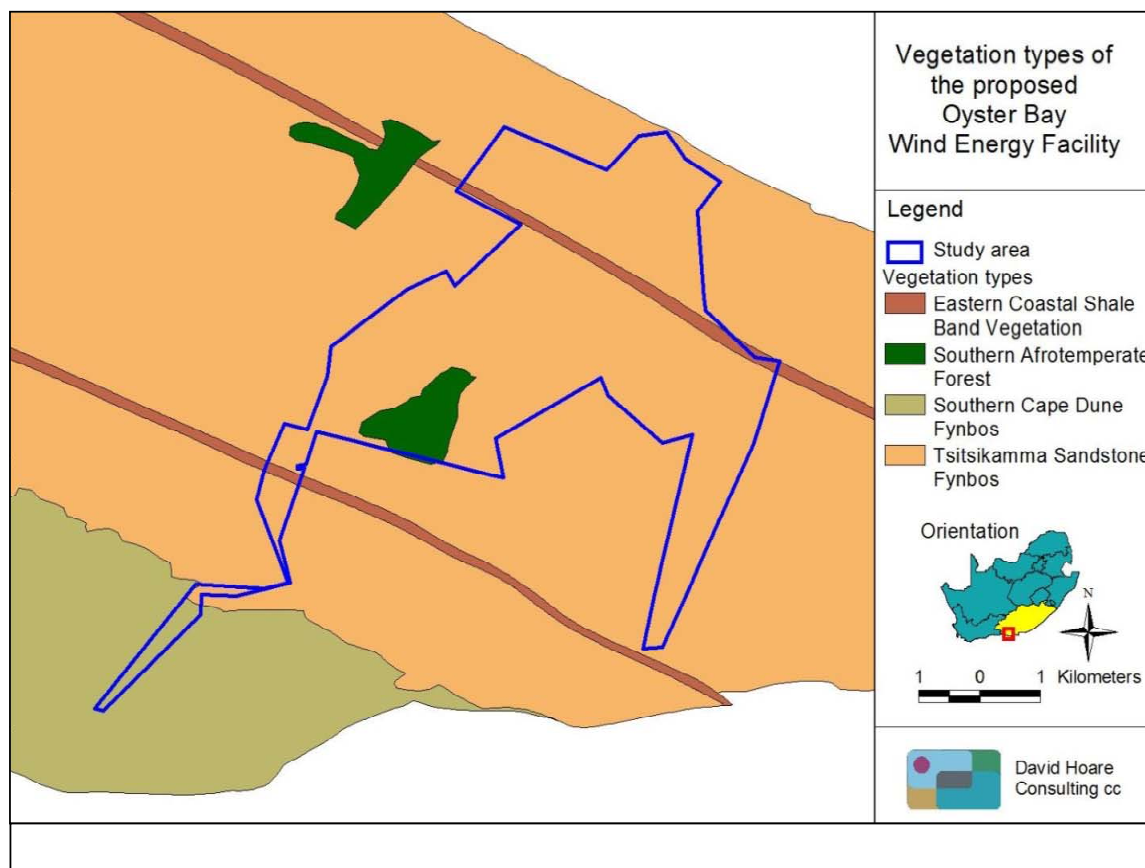 Vegetation types of
the proposed
Oyster Bay
Wind Energy Facility
Legend
Study area
Vegetation types
Eastern Coastal Shale
Band Vegetation
Southern Afrotemperate
Forest
Southern Cape Dune
Fynbos
Tsitsikamma Sandstone
Fynbos
Orientation
N
1 0 1 Kilometers
David Hoare
Consulting cc